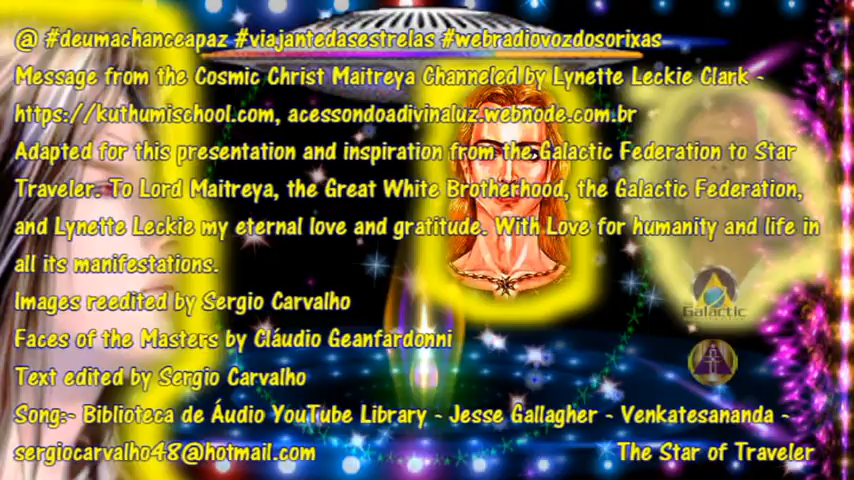 @ #deumachanceapaz #viajantedasestrelas #webradiovozdosorixas
Message from the Cosmic Christ Maitreya Channeled by Lynette Leckie Clark -
https://kuthumischool.com, acessondoadivinaluz.webnode.com.br
Adapted for this presentation and inspiration from the Galactic Federation to Star
Traveler. To Lord Maitreya, the Great White Brotherhood, the Galactic Federation,
and Lynette Leckie my eternal love and gratitude. With Love for humanity and life in
all its manifestations.
Images reedited by Sergio Carvalho
Galactic
Faces of the Masters by Cláudio Geanfardonni
Text edited by Sergio Carvalho
Song:- Biblioteca de Áudio YouTube Library - Jesse Gallagher - Venkatesananda -
sergiocarvalho48@hotmail.com The Star of Traveler